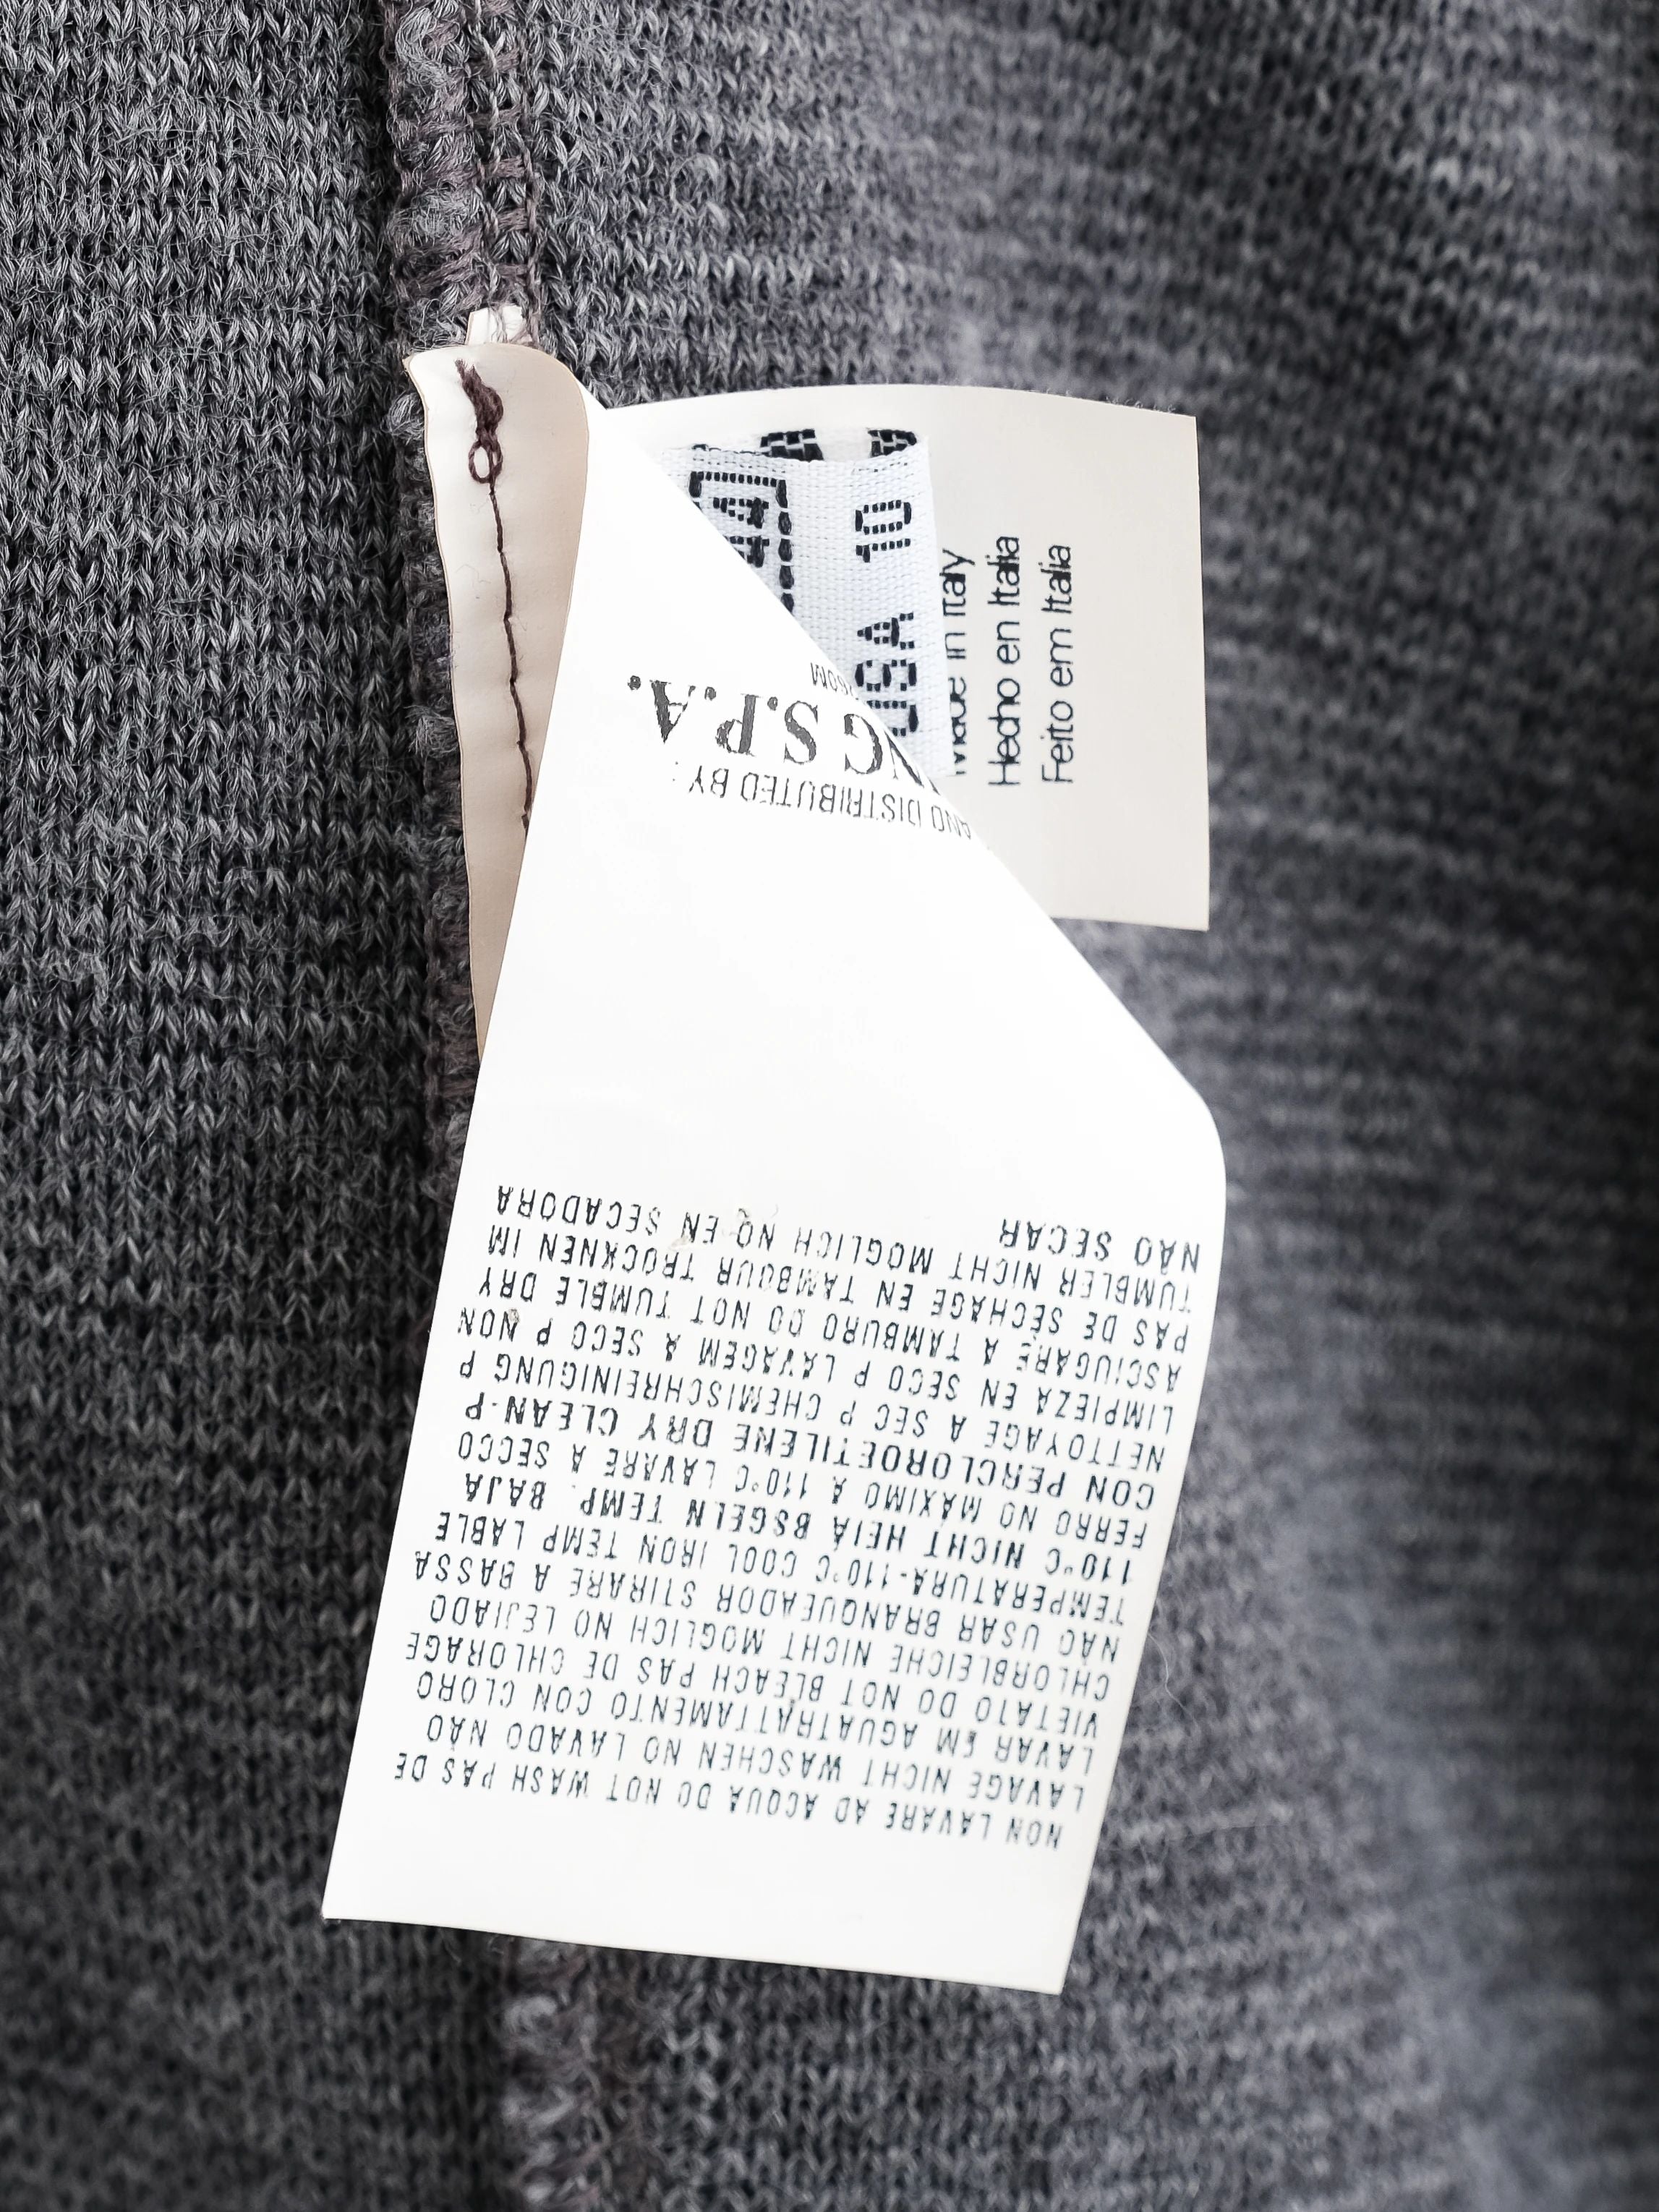 NON LAVARE AD ACQUA DO NOT WASH PAS DE
LAVAGE NICHT WASCHEN NO LAVADO NÃO
LAVAR EM AGUATRATTAMENTO CON CLORO
VIETATO DO NOT BLEACH PAS DE CHLORAGE
CHLORBLEICHE NICHT MOGLICH NO LEJIADO
NÃO USAR BRANQUEADOR STIRARE A BASSA
TEMPERATURA-110°C COOL IRON TEMP LABLE
110°C NICHT HEIA BSGELN TEMP. BAJA
FERRO NO MÁXIMO A 110°C LAVARE A SECCO
CON PERCLOROETILENE DRY CLEAN-P
NETTOYAGE A SEC P CHEMISCHREINIGUNG P
LIMPIEZA EN SECO P LAVAGEM A SECO P NON
ASCIUGARE A TAMBURO DO NOT TUMBLE DRY
PAS DE SÈCHAGE EN TAMBOUR TROCKNEN IM
TUMBLER NICHT MOGLICH NO EN SECADORA
NÃO SECAR
AND DISTRIBUTED BY
S.P.A.
USA 10
Made in Italy
Hecho en Italia
Feito em Italia